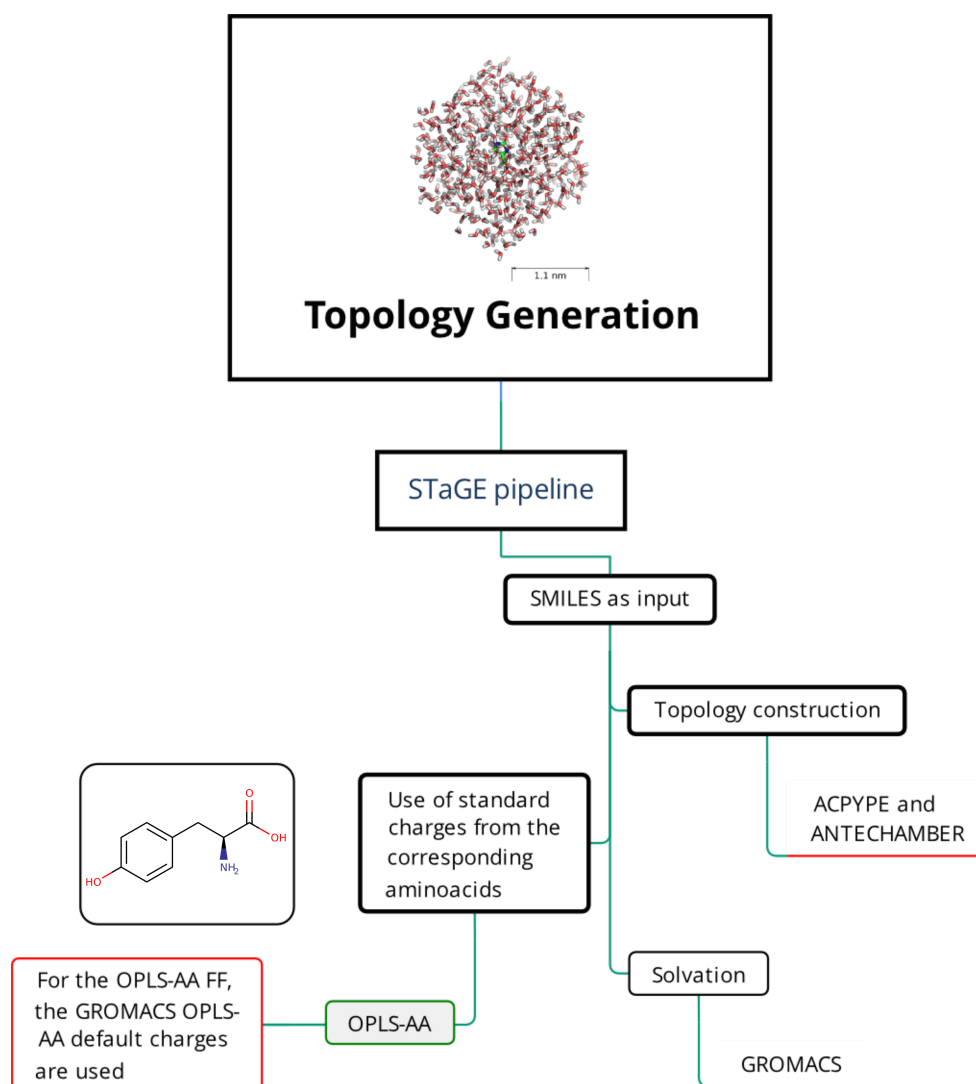 1.1 nm
Topology Generation
STaGE pipeline
SMILES as input
Topology construction
ACPYPE and
ANTECHAMBER
Use of standard
charges from the
corresponding
aminoacids
O
OH
NH2
HO
Solvation
For the OPLS-AA FF,
the GROMACS OPLS-
AA default charges
are used
OPLS-AA
GROMACS